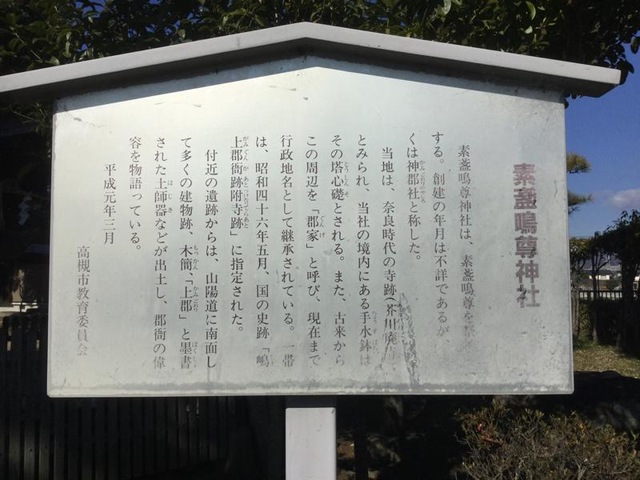 素盞嗚尊神社
素盞嗚尊神社は、素盞嗚尊を
する。創建の年月は不詳であるが
くは神郡社と称した。
当地は、奈良時代の寺跡(芥川廃
とみられ、当社の境内にある手水鉢は
その塔心礎とされる。また、古来から
この周辺を「郡家」と呼び、現在まで
行政地名として継承されている。一帯
は、昭和四十六年五月、国の史跡「嶋
上郡衙跡附寺跡」に指定された。
付近の遺跡からは、山陽道に南面し
て多くの建物跡、木簡、「上郡」と墨書
された土師器などが出土し、郡衙の偉
容を物語っている。
平成元年三月
高槻市教育委員会